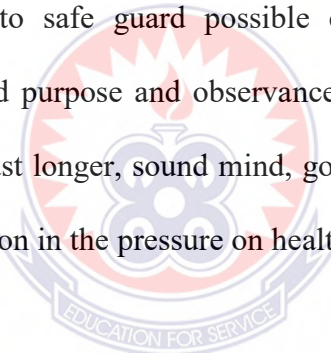 to safe guard possible
d purpose and observance
st longer, sound mind, go
on in the pressure on healt
EDUCATION FOR SERVICE